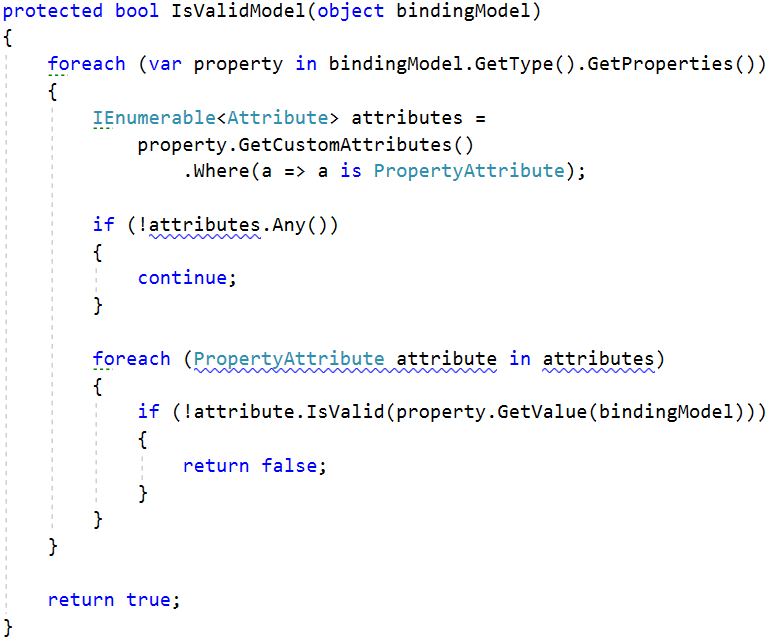 protected bool IsValidModel(object bindingModel)
{
    foreach (var property in bindingModel.GetType().GetProperties())
    {
        IEnumerable<Attribute> attributes =
            property.GetCustomAttributes()
                .Where(a => a is PropertyAttribute);

        if (!attributes.Any())
        {
            continue;
        }

        foreach (PropertyAttribute attribute in attributes)
        {
            if (!attribute.IsValid(property.GetValue(bindingModel)))
            {
                return false;
            }
        }
    }

    return true;
}